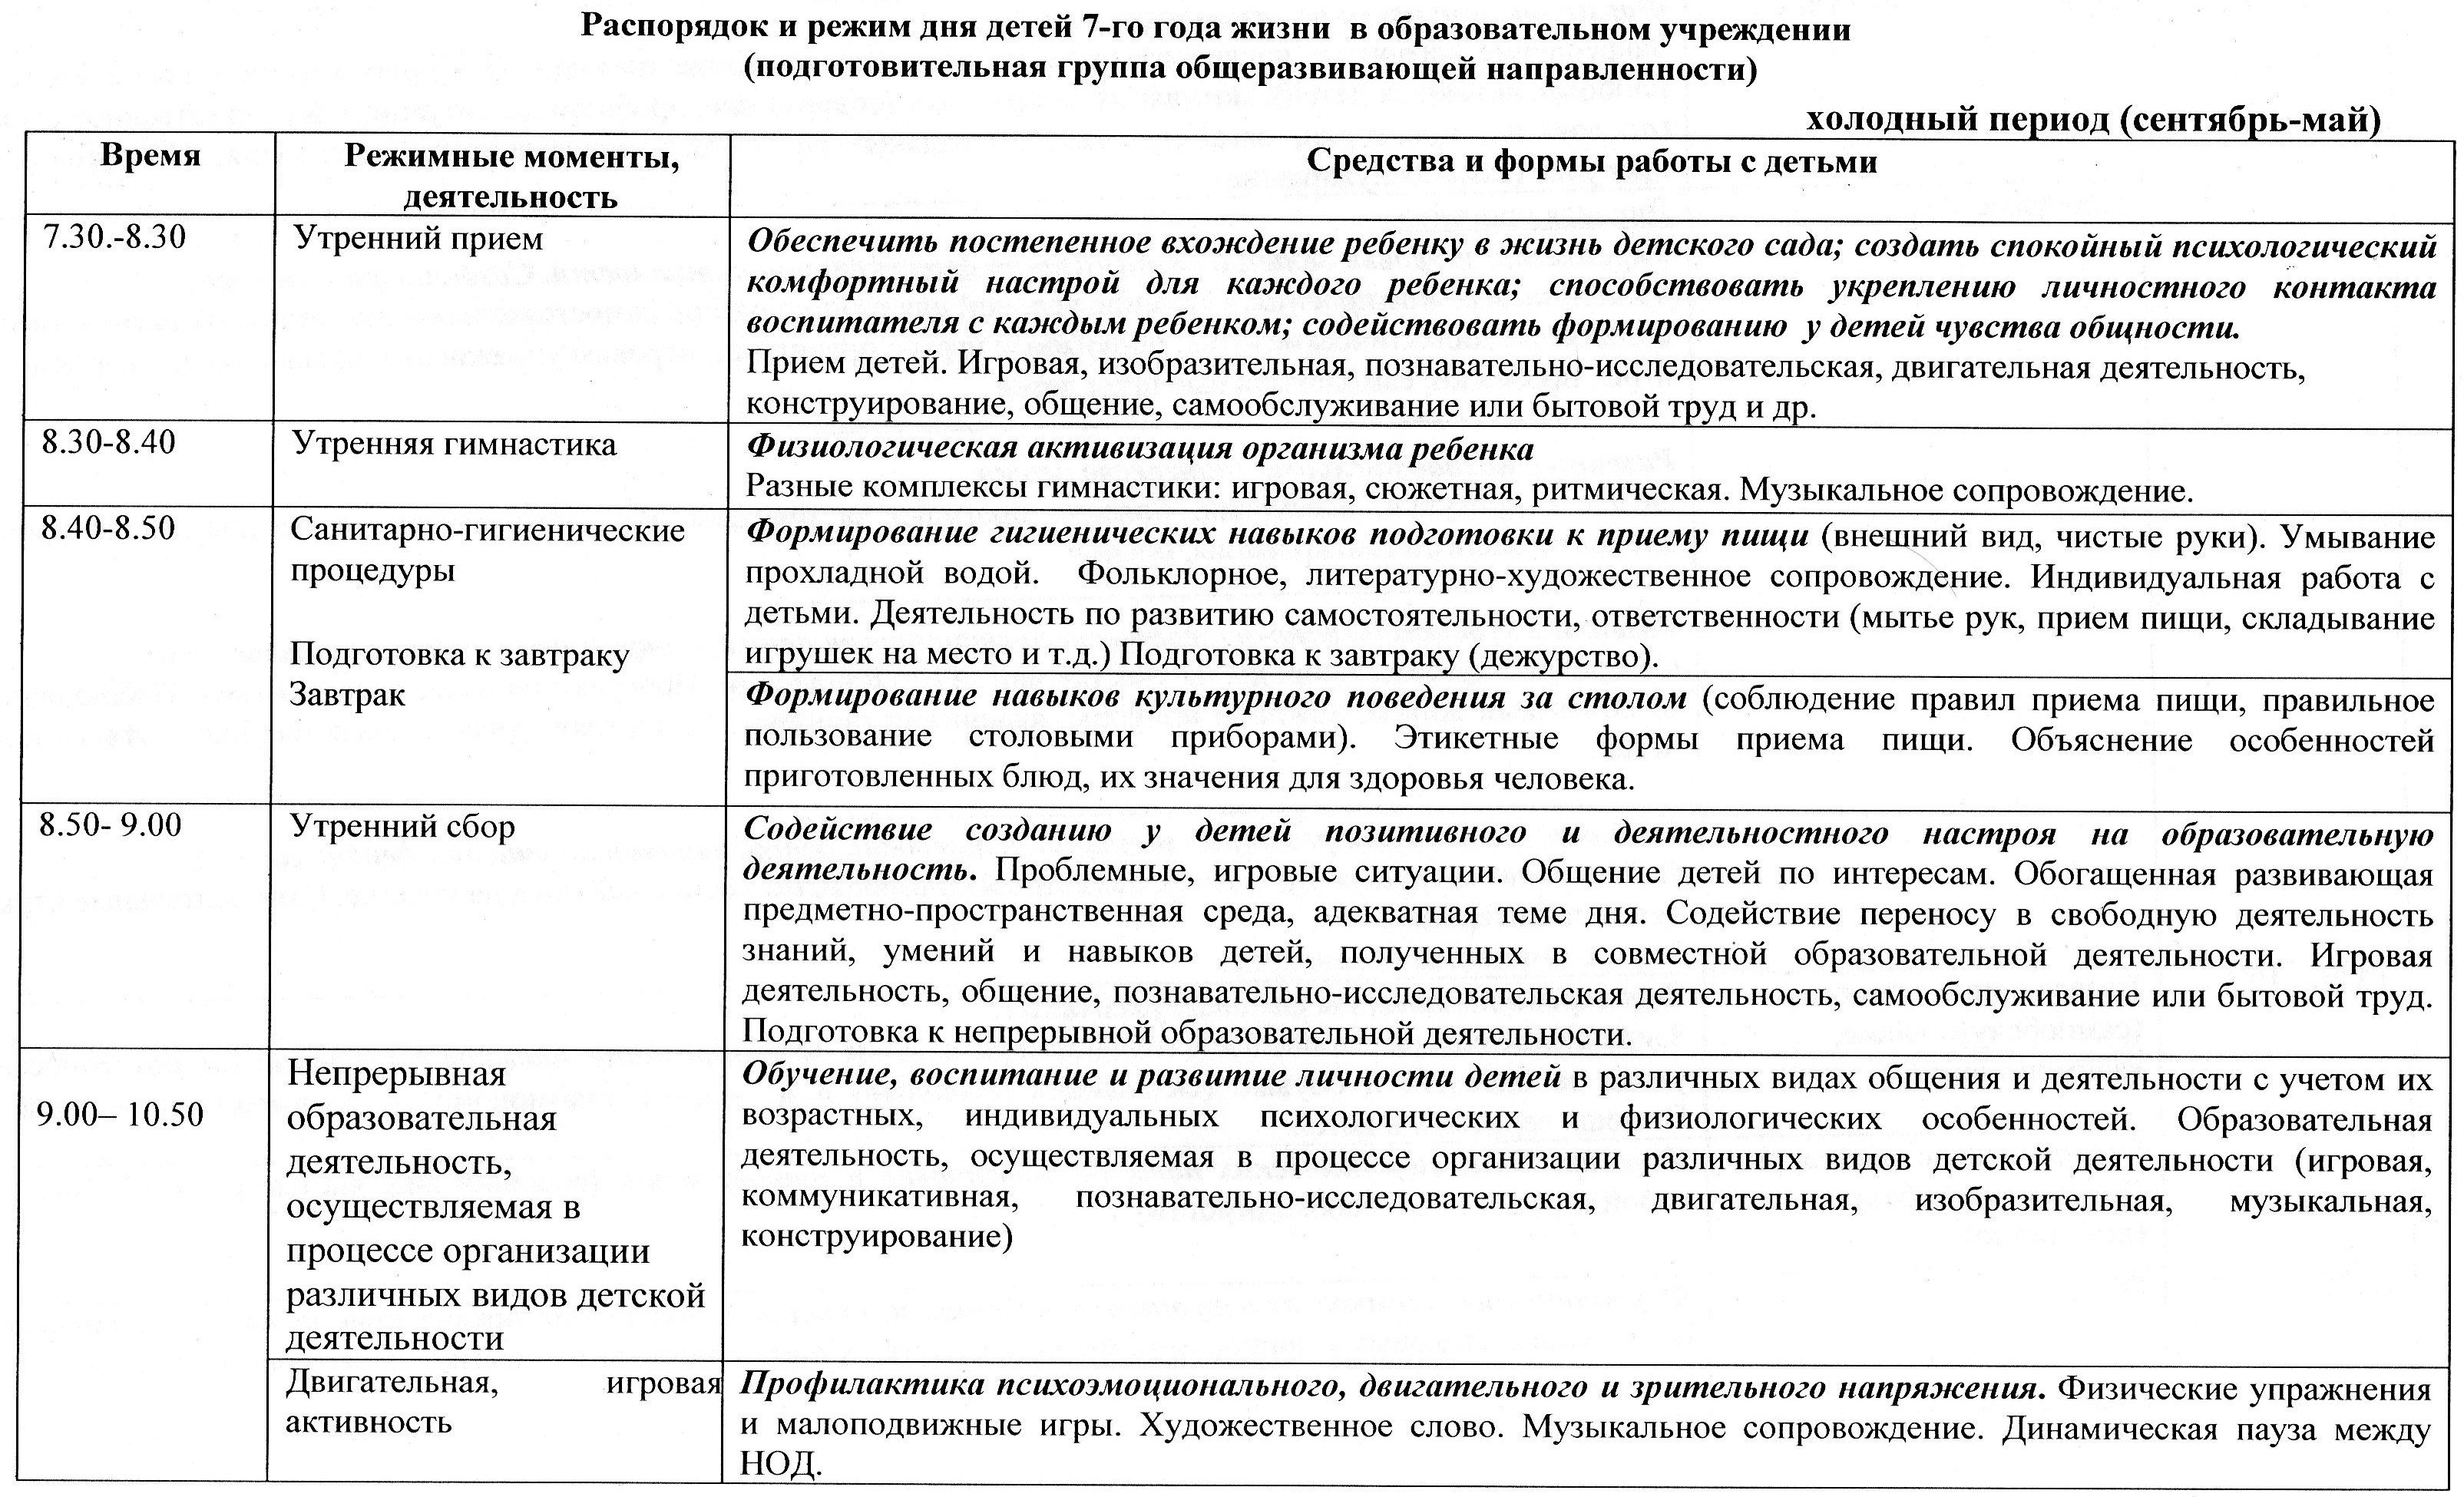 Распорядок и режим дня детей 7-го года жизни  в образовательном учреждении
(подготовительная группа общеразвивающей направленности)
холодный период (сентябрь-май)
Время
Режимные моменты,
деятельность
Средства и формы работы с детьми
7.30.-8.30
Утренний прием
Обеспечить постепенное вхождение ребенку в жизнь детского сада; создать спокойный психологический
комфортный настрой для каждого ребенка; способствовать укреплению личностного контакта
воспитателя с каждым ребенком; содействовать формированию  у детей чувства общности.
Прием детей. Игровая, изобразительная, познавательно-исследовательская, двигательная деятельность,
конструирование, общение, самообслуживание или бытовой труд и др.
8.30-8.40
Утренняя гимнастика
Физиологическая активизация организма ребенка
Разные комплексы гимнастики: игровая, сюжетная, ритмическая. Музыкальное сопровождение.
8.40-8.50
Санитарно-гигиенические
процедуры
Подготовка к завтраку
Завтрак
Формирование гигиенических навыков подготовки к приему пищи (внешний вид, чистые руки). Умывание
прохладной водой.  Фольклорное, литературно-художественное сопровождение. Индивидуальная работа с
детьми. Деятельность по развитию самостоятельности, ответственности (мытье рук, прием пищи, складывание
игрушек на место и т.д.) Подготовка к завтраку (дежурство).
Формирование навыков культурного поведения за столом (соблюдение правил приема пищи, правильное
пользование столовыми приборами). Этикетные формы приема пищи. Объяснение особенностей
приготовленных блюд, их значения для здоровья человека.
8.50- 9.00
Утренний сбор
Содействие созданию у детей позитивного и деятельностного настроя на образовательную
деятельность. Проблемные, игровые ситуации. Общение детей по интересам. Обогащенная развивающая
предметно-пространственная среда, адекватная теме дня. Содействие переносу в свободную деятельность
знаний, умений и навыков детей, полученных в совместной образовательной деятельности. Игровая
деятельность, общение, познавательно-исследовательская деятельность, самообслуживание или бытовой труд.
Подготовка к непрерывной образовательной деятельности.
9.00– 10.50
Непрерывная
образовательная
деятельность,
осуществляемая в
процессе организации
различных видов детской
деятельности
Обучение, воспитание и развитие личности детей в различных видах общения и деятельности с учетом их
возрастных, индивидуальных психологических и физиологических особенностей. Образовательная
деятельность, осуществляемая в процессе организации различных видов детской деятельности (игровая,
коммуникативная, познавательно-исследовательская, двигательная, изобразительная, музыкальная,
конструирование)
Двигательная, игровая
активность
Профилактика психоэмоционального, двигательного и зрительного напряжения. Физические упражнения
и малоподвижные игры. Художественное слово. Музыкальное сопровождение. Динамическая пауза между
НОД.